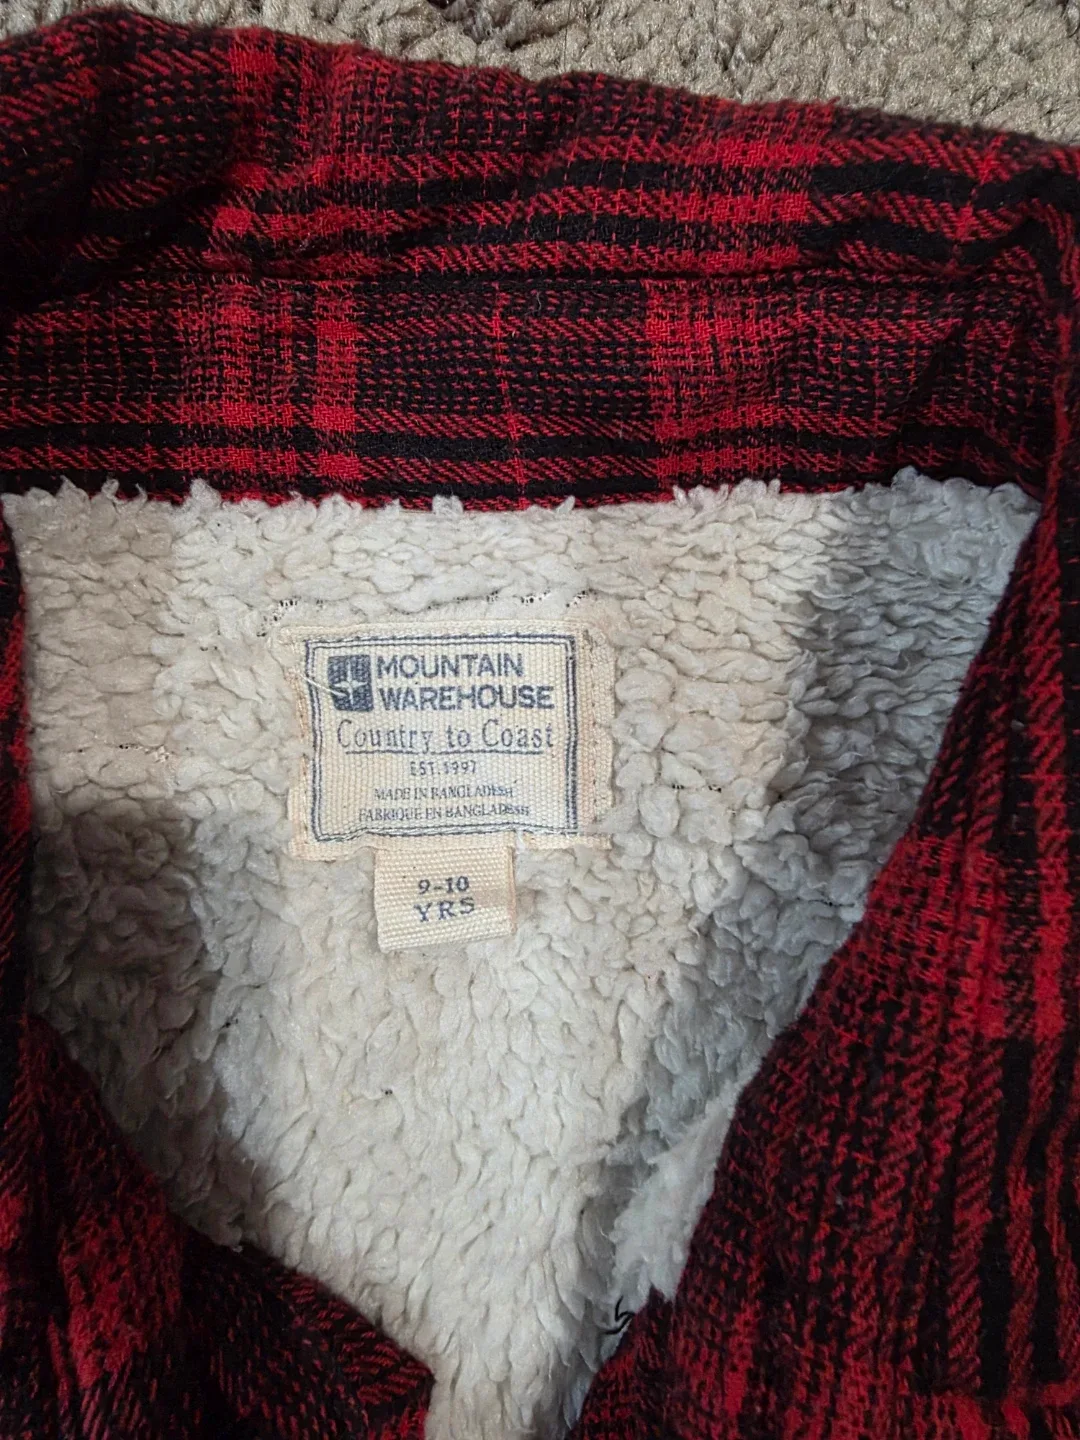 MOUNTAIN
WAREHOUSE
Country to Coast
EST.1997
MADE IN BANGLADESH
FABRIQUE EN BANGLADESH
9-10
YRS